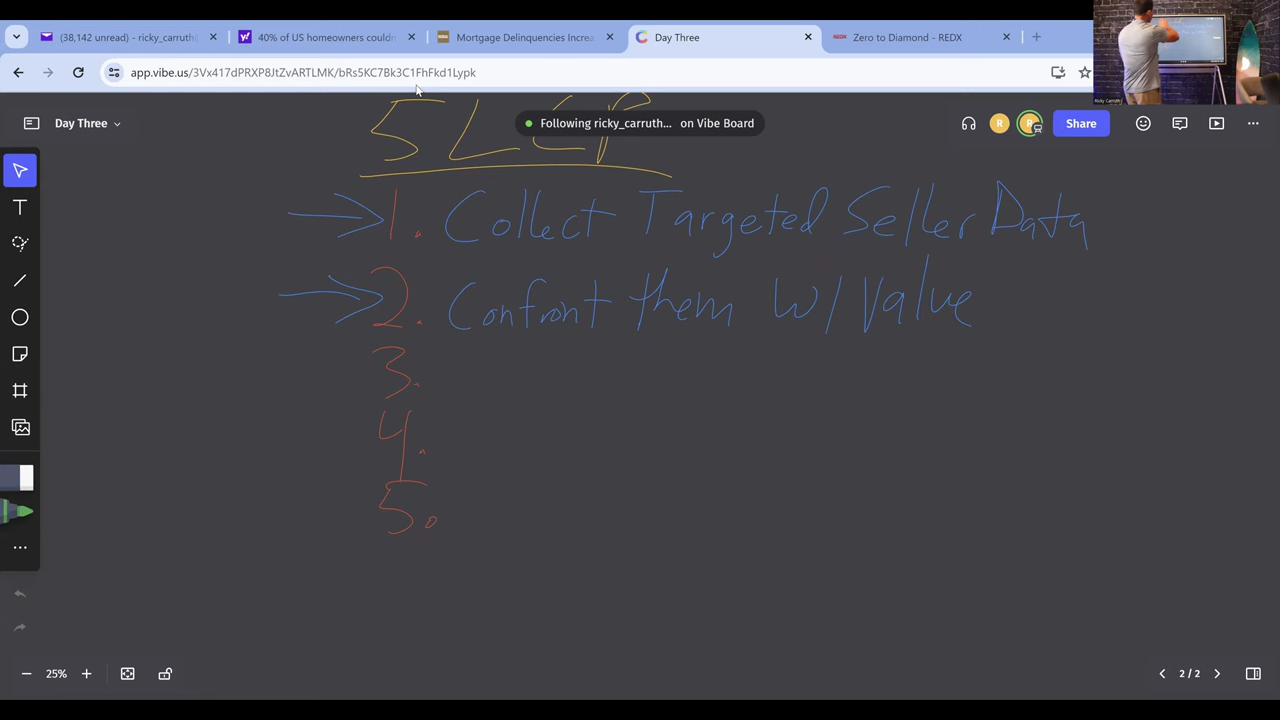 (38,142 unread) - ricky_carruth@
40% of US homeowners couldn
Mortgage Delinquencies Increa
Day Three
Zero to Diamond - REDX
app.vibe.us/3Vx417dPRXP8JtZvARTLMK/bRs5KC7Bk3C1FhFkd1Lypk
Ricky Carruth
Day Three
Following ricky_carruth... on Vibe Board
R
R
Share
1. Collect Targeted Seller Data
2. Confront them w/ Value
3.
4.
5.
25%
2 / 2